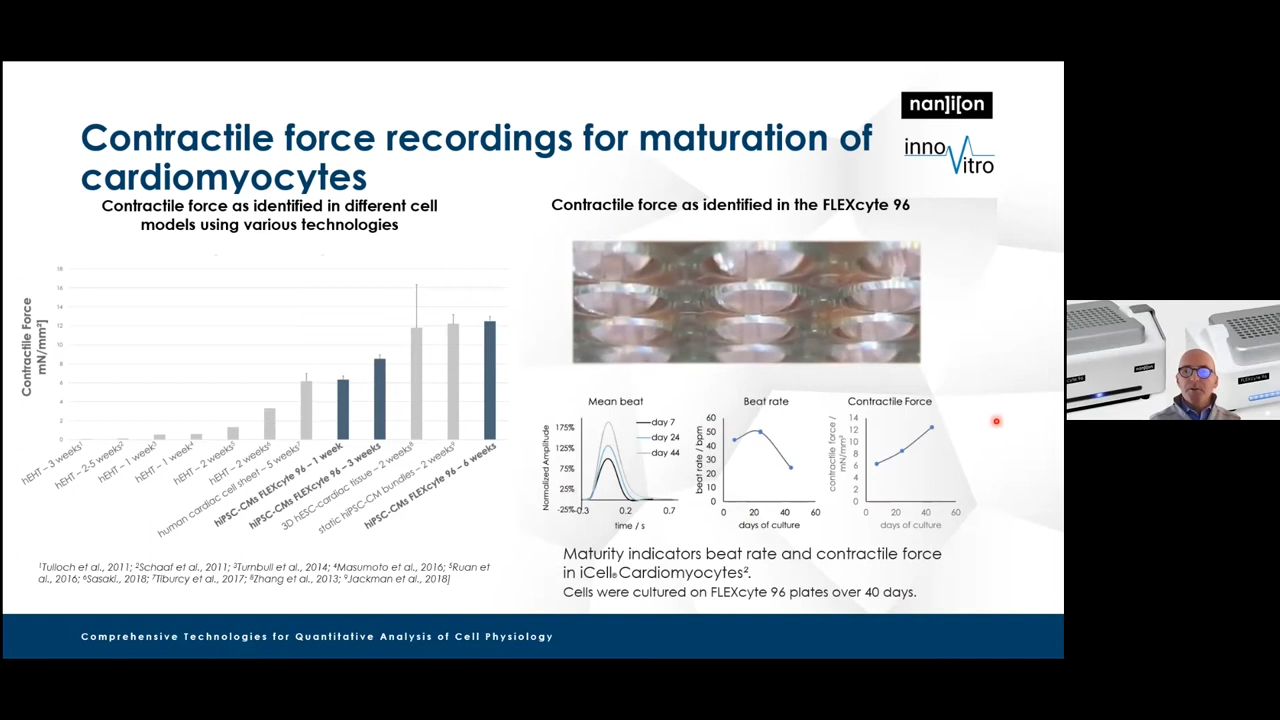 nan]i[on
inno
Vitro
Contractile force recordings for maturation of
cardiomyocytes
Contractile force as identified in different cell
models using various technologies
Contractile Force
mN/mm²]
18
16
14
12
10
8
6
4
2
0
hEHT – 3 weeks¹
hEHT – 2-5 weeks²
hEHT – 1 week³
hEHT – 1 week⁴
hEHT – 2 weeks⁵
hEHT – 2 weeks⁶
human cardiac cell sheet – 5 weeks⁷
hiPSC-CMs FLEXcyte 96 – 1 week
hiPSC-CMs FLEXcyte 96 – 3 weeks
3D hESC-cardiac tissue – 2 weeks⁸
static hiPSC-CM bundles – 2 weeks⁹
hiPSC-CMs FLEXcyte 96 – 6 weeks
¹Tulloch et al., 2011; ²Schaaf et al., 2011; ³Turnbull et al., 2014; ⁴Masumoto et al., 2016; ⁵Ruan et
al., 2016; ⁶Sasaki., 2018; ⁷Tiburcy et al., 2017; ⁸Zhang et al., 2013; ⁹Jackman et al., 2018]
Contractile force as identified in the FLEXcyte 96
Mean beat
Normalized Amplitude
175%
125%
75%
25%
-25%
-0.3
0.2
0.7
time / s
day 7
day 24
day 44
Beat rate
beat rate / bpm
60
50
40
30
20
10
0
0
20
40
60
days of culture
Contractile Force
contractile force /
mN/mm²
14
12
10
8
6
4
2
0
0
20
40
60
days of culture
Maturity indicators beat rate and contractile force
in iCell® Cardiomyocytes².
Cells were cultured on FLEXcyte 96 plates over 40 days.
Comprehensive Technologies for Quantitative Analysis of Cell Physiology
nan]i[on
FLEXcyte 96